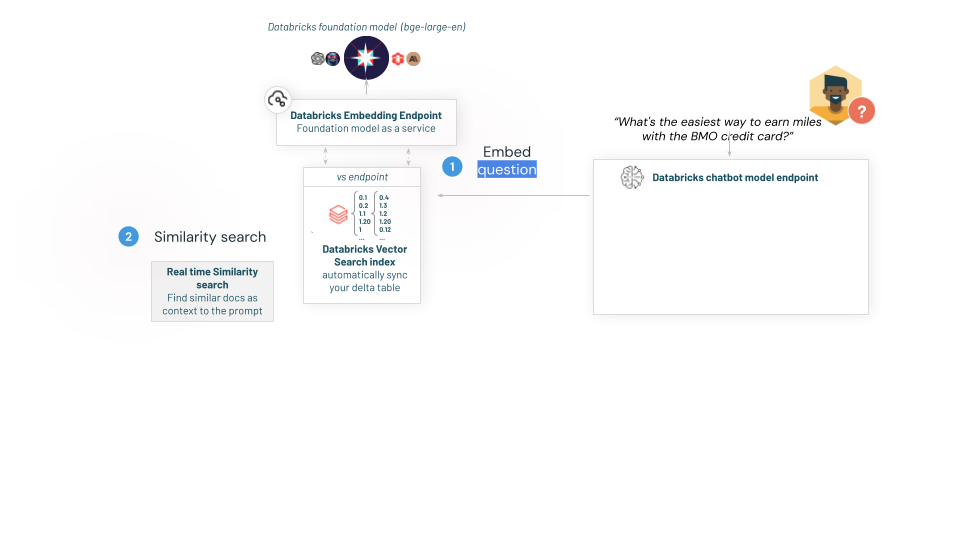 Databricks foundation model (bge-large-en)
Databricks Embedding Endpoint
Foundation model as a service
?
“What's the easiest way to earn miles
with the BMO credit card?”
1
Embed
question
vs endpoint
Databricks chatbot model endpoint
0.1 0.4
0.2 1.3
1.1 1.2
1.20 1.20
1 0.12
... ...
2
Similarity search
Databricks Vector
Search index
automatically sync
your delta table
Real time Similarity
search
Find similar docs as
context to the prompt